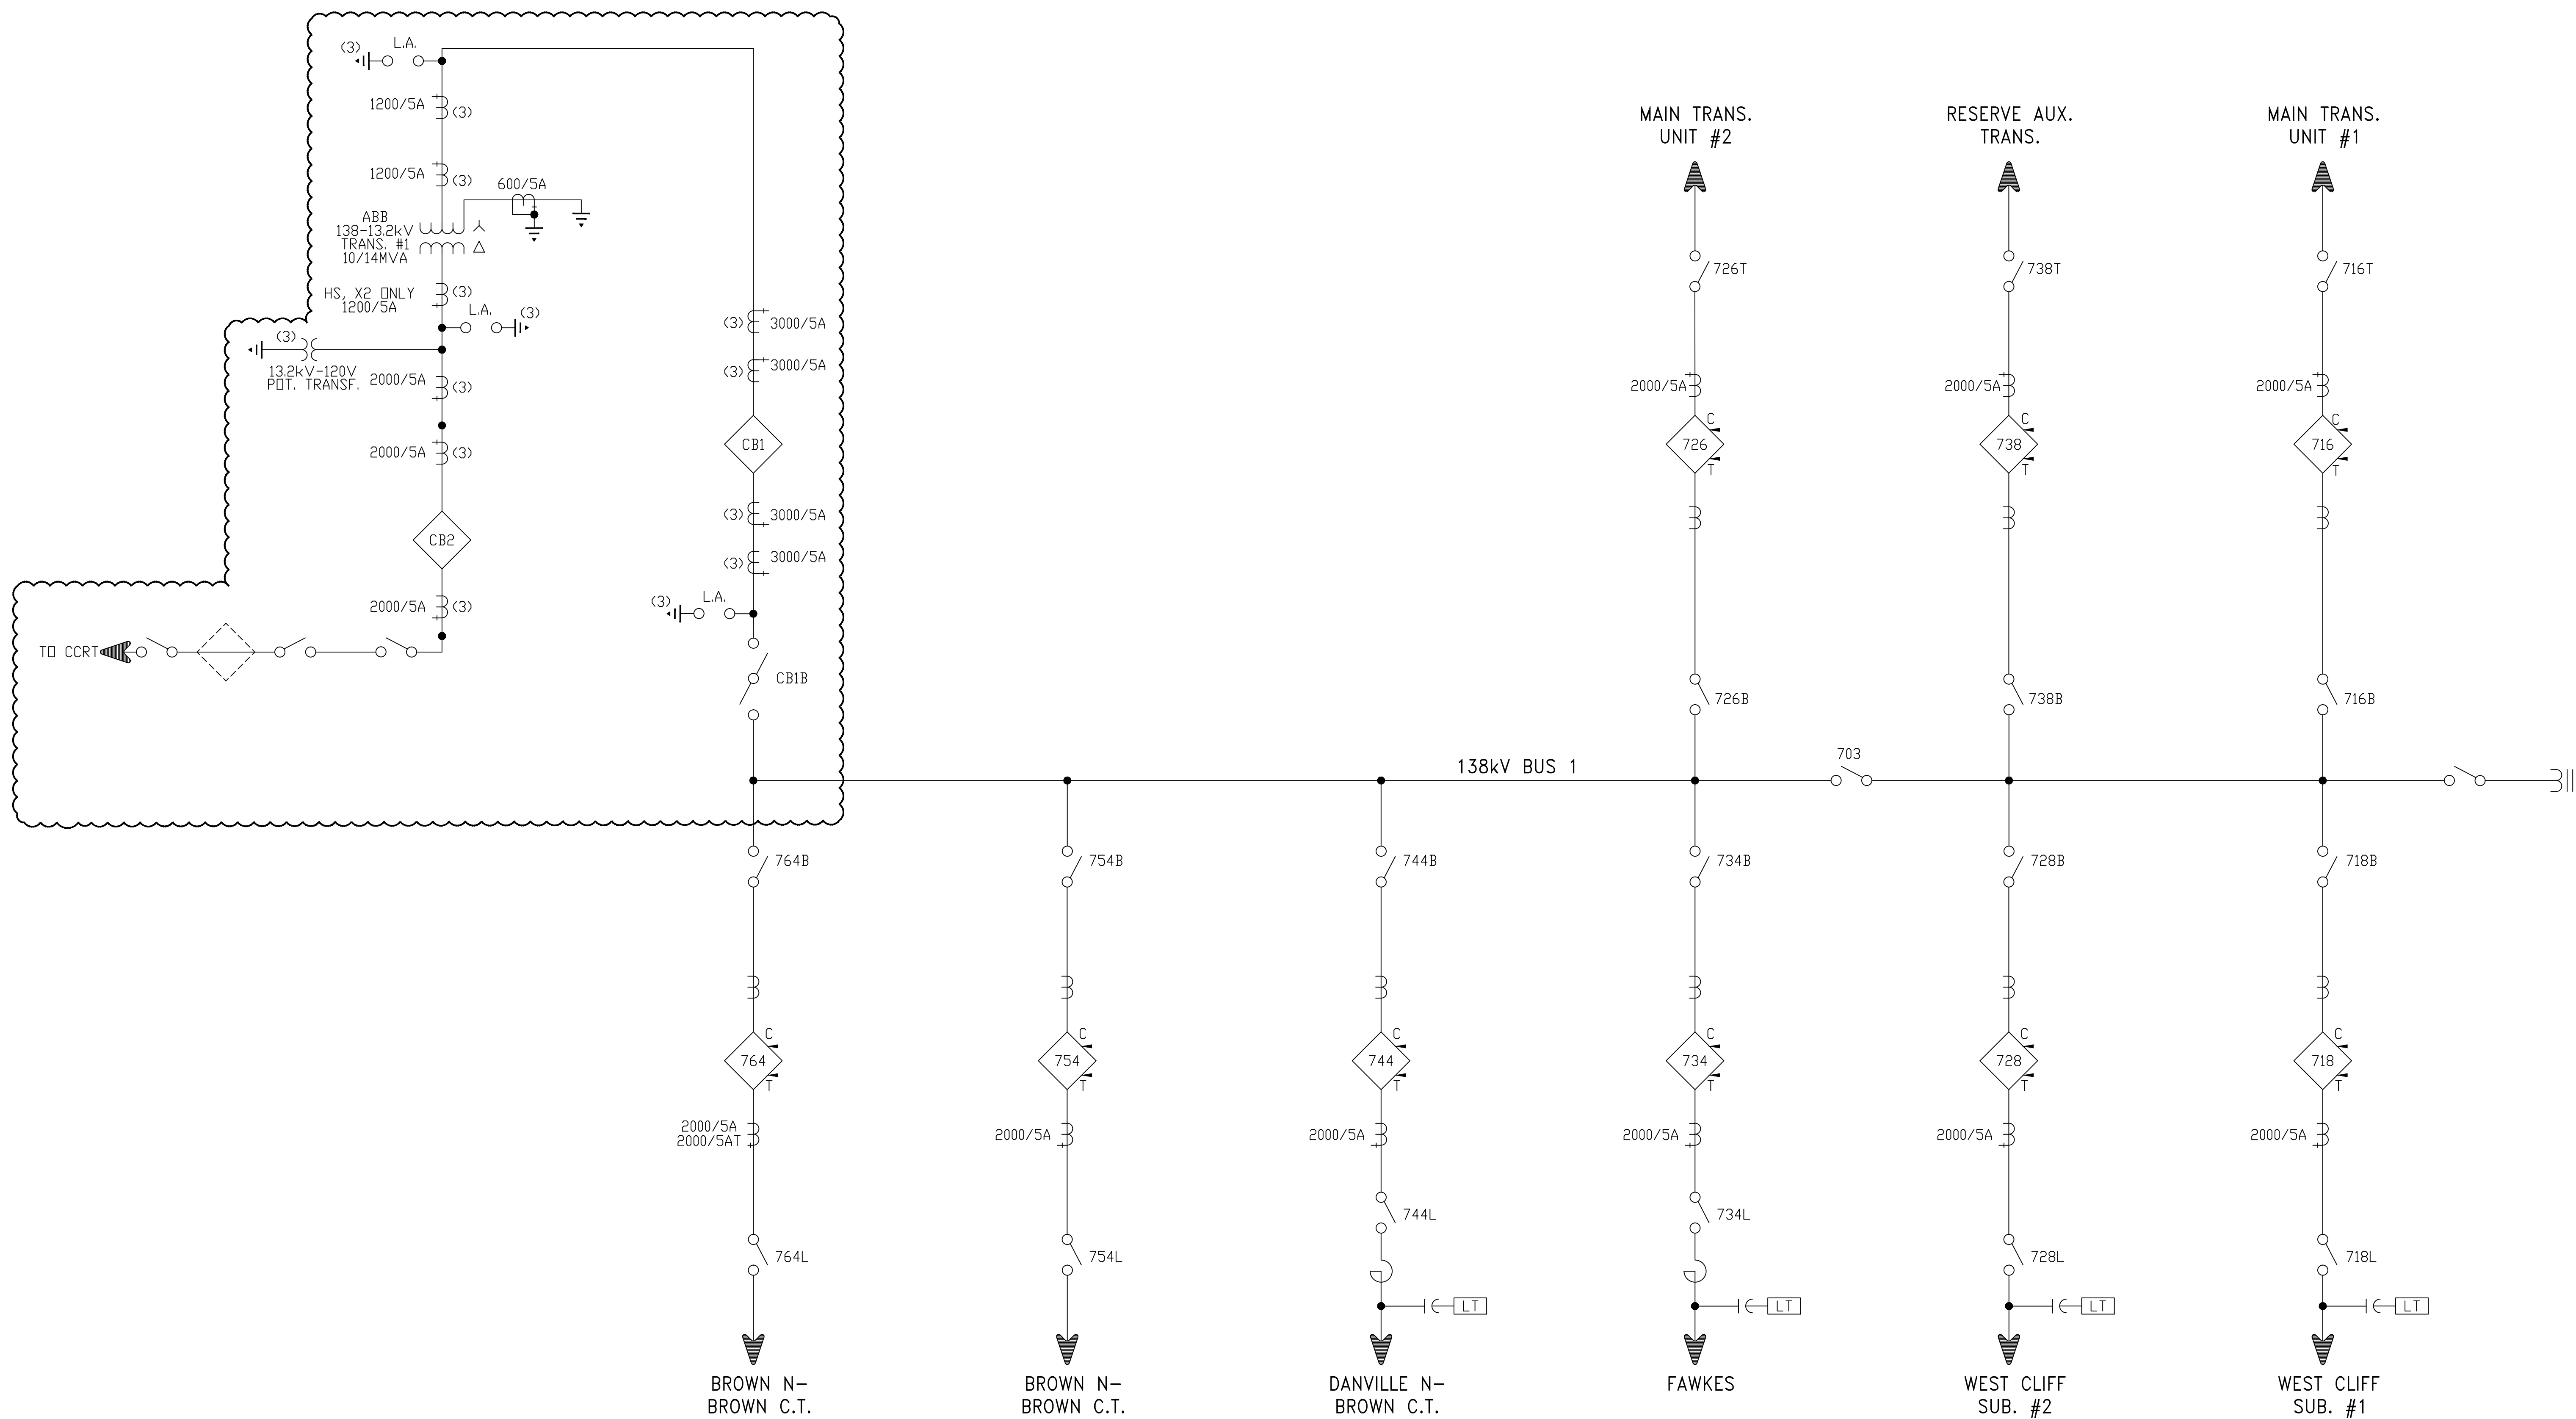 (3)
L.A.
1200/5A
(3)
1200/5A
(3)
600/5A
ABB
138-13.2kV
TRANS. #1
10/14MVA
HS, X2 ONLY
1200/5A
(3)
L.A.
(3)
(3)
13.2kV-120V
POT. TRANSF.
2000/5A
(3)
2000/5A
(3)
CB2
2000/5A
(3)
TO CCRT
(3)
3000/5A
(3)
3000/5A
CB1
(3)
3000/5A
(3)
3000/5A
(3)
L.A.
CB1B
MAIN TRANS.
UNIT #2
RESERVE AUX.
TRANS.
MAIN TRANS.
UNIT #1
726T
738T
716T
2000/5A
2000/5A
2000/5A
C
726
T
C
738
T
C
716
T
726B
738B
716B
138kV BUS 1
703
764B
754B
744B
734B
728B
718B
C
764
T
C
754
T
C
744
T
C
734
T
C
728
T
C
718
T
2000/5A
2000/5AT
2000/5A
2000/5A
2000/5A
2000/5A
2000/5A
744L
734L
764L
754L
728L
718L
LT
LT
LT
LT
BROWN N-
BROWN C.T.
BROWN N-
BROWN C.T.
DANVILLE N-
BROWN C.T.
FAWKES
WEST CLIFF
SUB. #2
WEST CLIFF
SUB. #1